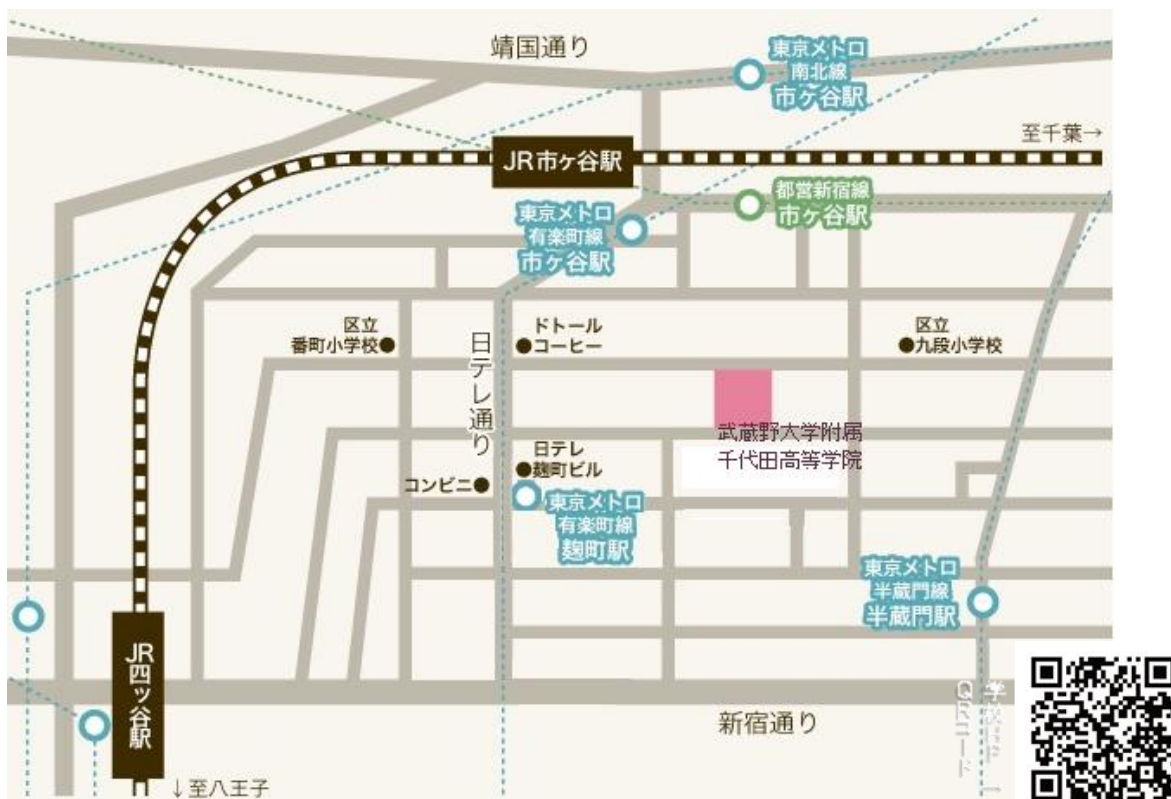 靖国通り
東京メトロ
南北線
市ケ谷駅
至千葉→
JR市ケ谷駅
都営新宿線
市ケ谷駅
東京メトロ
有楽町線
市ケ谷駅
区立
番町小学校
日テレ通り
ドトール
コーヒー
区立
九段小学校
武蔵野大学附属
千代田高等学院
日テレ
麹町ビル
コンビニ
東京メトロ
有楽町線
麹町駅
東京メトロ
半蔵門線
半蔵門駅
JR四ツ谷駅
新宿通り
↓至八王子
QRコード